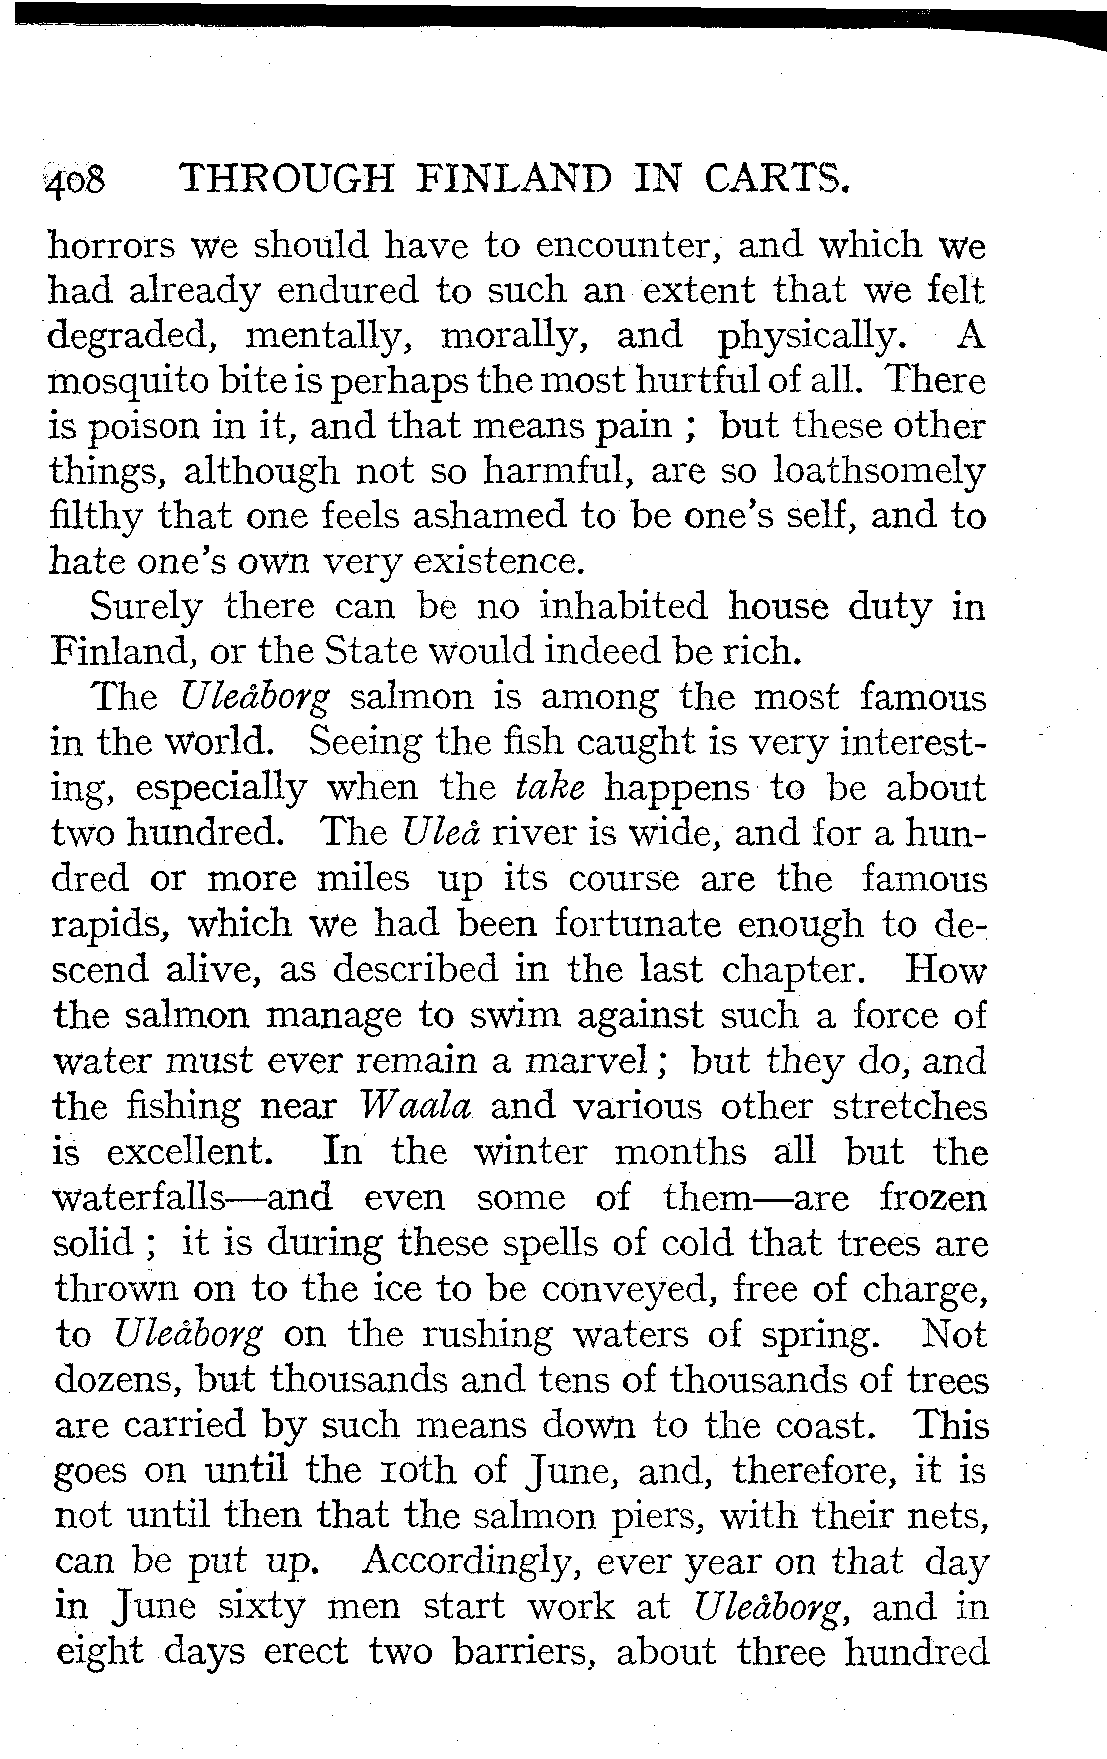 408 THROUGH FINLAND IN CARTS.
horrors we should have to encounter, and which we
had already endured to such an extent that we felt
degraded, mentally, morally, and physically. A
mosquito bite is perhaps the most hurtful of all. There
is poison in it, and that means pain ; but these other
things, although not so harmful, are so loathsomely
filthy that one feels ashamed to be one's self, and to
hate one's own very existence.
Surely there can be no inhabited house duty in
Finland, or the State would indeed be rich.
The Uleåborg salmon is among the most famous
in the world. Seeing the fish caught is very interest-
ing, especially when the take happens to be about
two hundred. The Uleå river is wide, and for a hun-
dred or more miles up its course are the famous
rapids, which we had been fortunate enough to de-
scend alive, as described in the last chapter. How
the salmon manage to swim against such a force of
water must ever remain a marvel ; but they do, and
the fishing near Waala and various other stretches
is excellent. In the winter months all but the
waterfalls—and even some of them—are frozen
solid ; it is during these spells of cold that trees are
thrown on to the ice to be conveyed, free of charge,
to Uleåborg on the rushing waters of spring. Not
dozens, but thousands and tens of thousands of trees
are carried by such means down to the coast. This
goes on until the 10th of June, and, therefore, it is
not until then that the salmon piers, with their nets,
can be put up. Accordingly, ever year on that day
in June sixty men start work at Uleåborg, and in
eight days erect two barriers, about three hundred